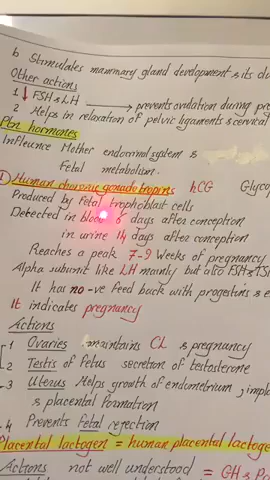 b Stimulates mammary gland development & its du
Other actions
1 ↓ FSH & LH → prevents ovulation during pre
2 Helps in relaxation of pelvic ligaments & cervical
hormones
Influence Mother endocrinal system &
Fetal metabolism.
1 Human chorionic gonadotropins hCG Glycop
Produced by Fetal trophoblast cells
Detected in blood 6 days after conception
in urine 14 days after conception
Reaches a peak 7-9 Weeks of pregnancy
Alpha subunit like LH mainly but also FSH & TSH
It has no -ve feed back with progestins & e
It indicates pregnancy
Actions
1 Ovaries maintains CL & pregnancy
2 Testis of fetus secretion of testosterone
3 Uterus Helps growth of endometrium, impla
& placental formation
4 Prevents fetal rejection
Placental lactogen = human placental lactoge
Actions not well understood = GH & P